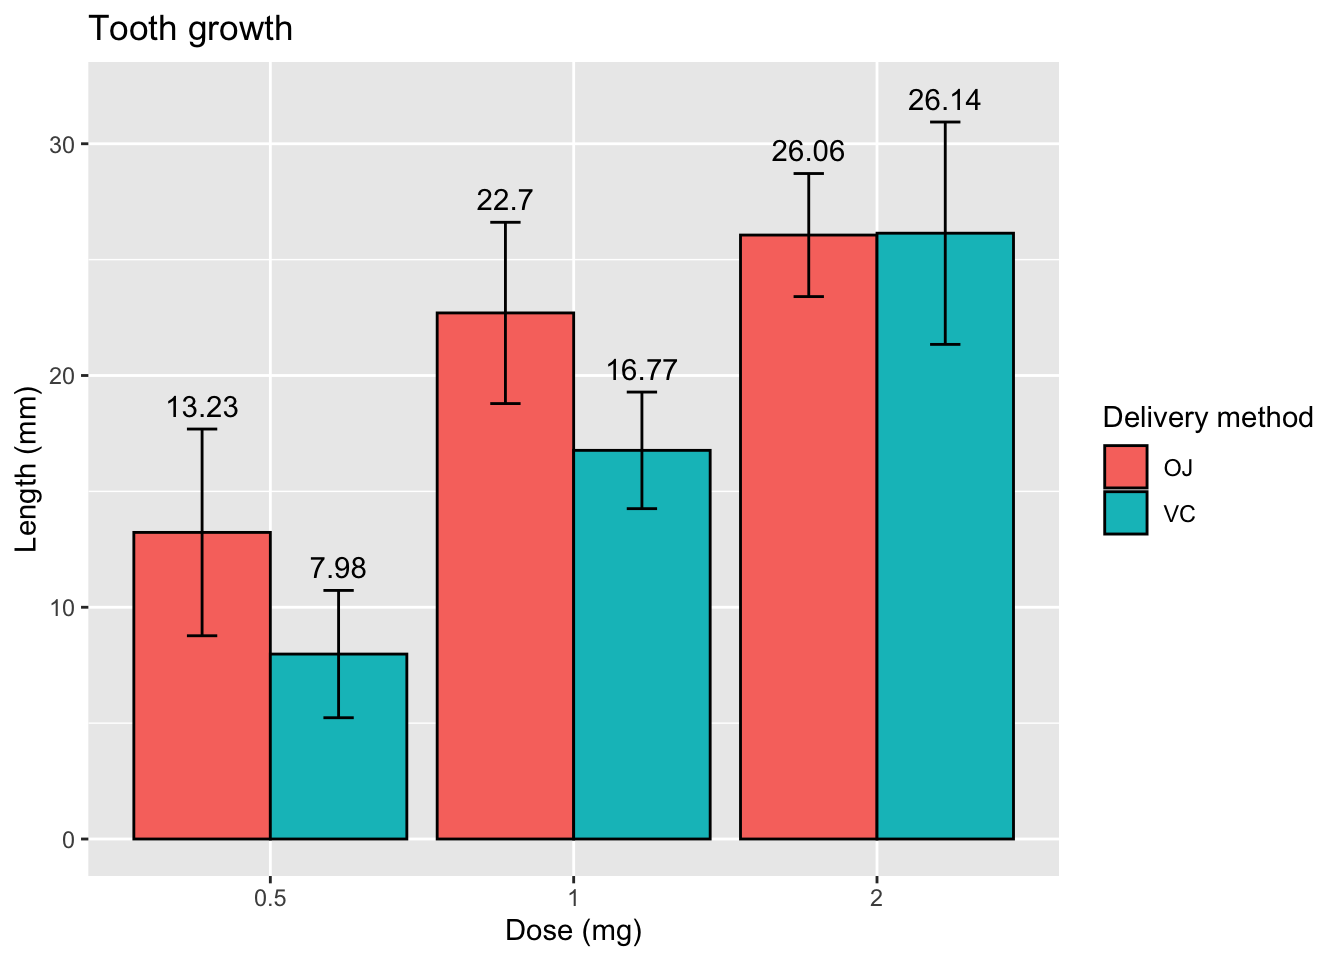 Tooth growth
26.14
26.06
22.7
16.77
13.23
7.98
30
20
10
0
Length (mm)
0.5
1
2
Dose (mg)
Delivery method
OJ
VC